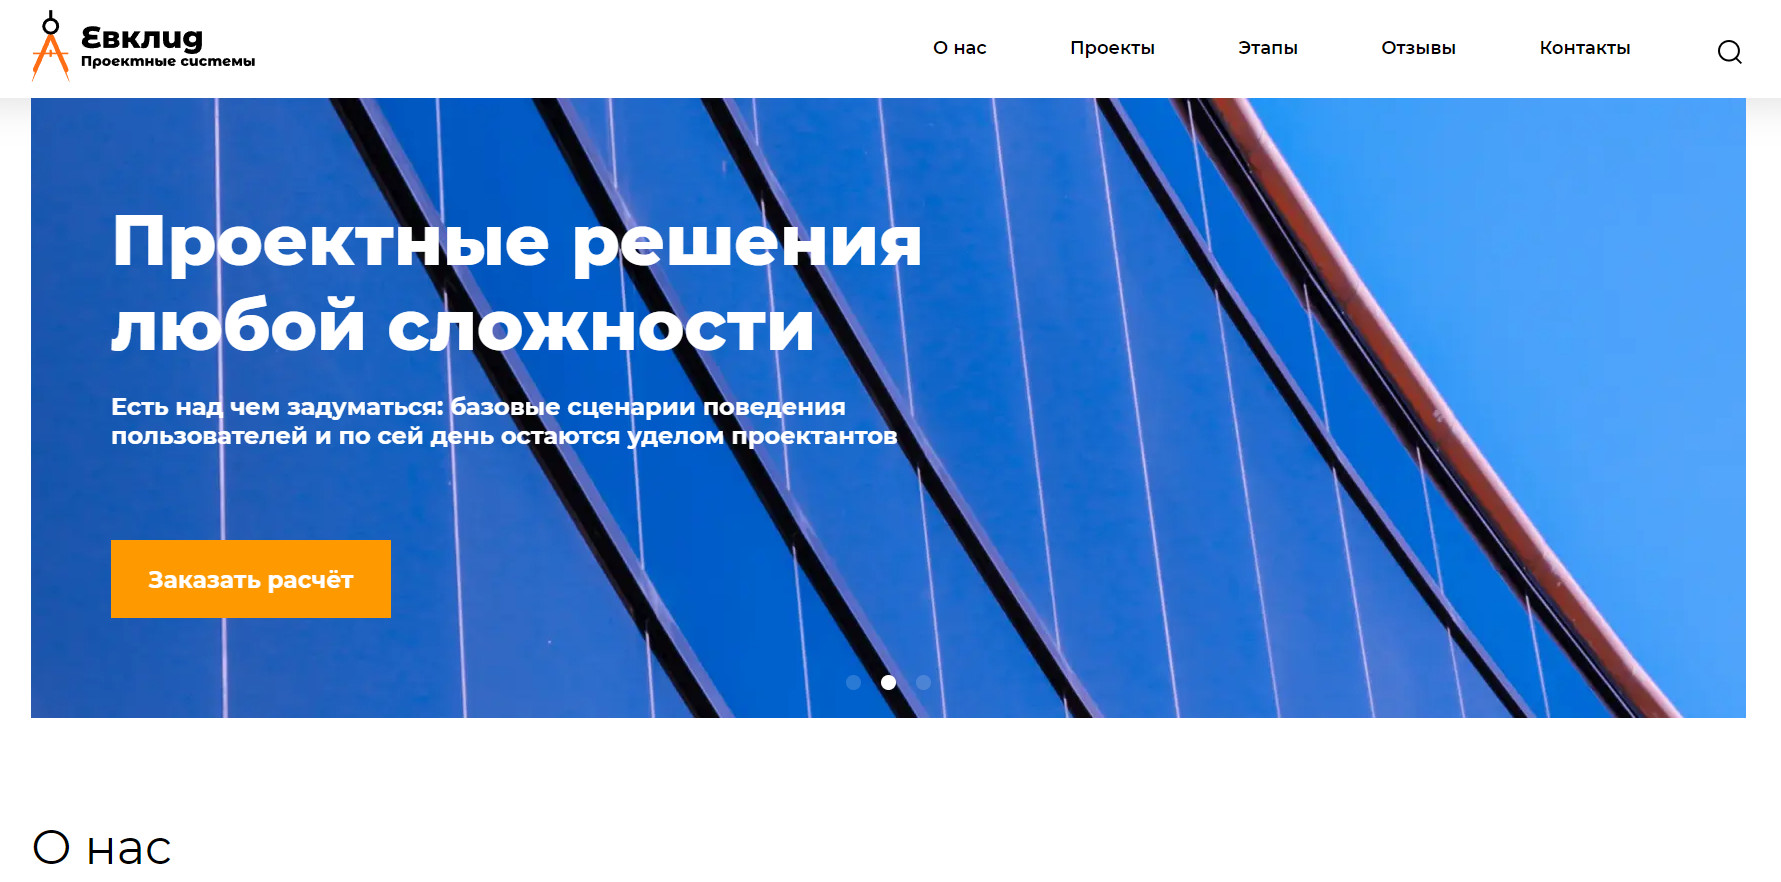 Евклид
Проектные системы
О нас
Проекты
Этапы
Отзывы
Контакты
Проектные решения
любой сложности
Есть над чем задуматься: базовые сценарии поведения
пользователей и по сей день остаются уделом проектантов
Заказать расчёт
О нас